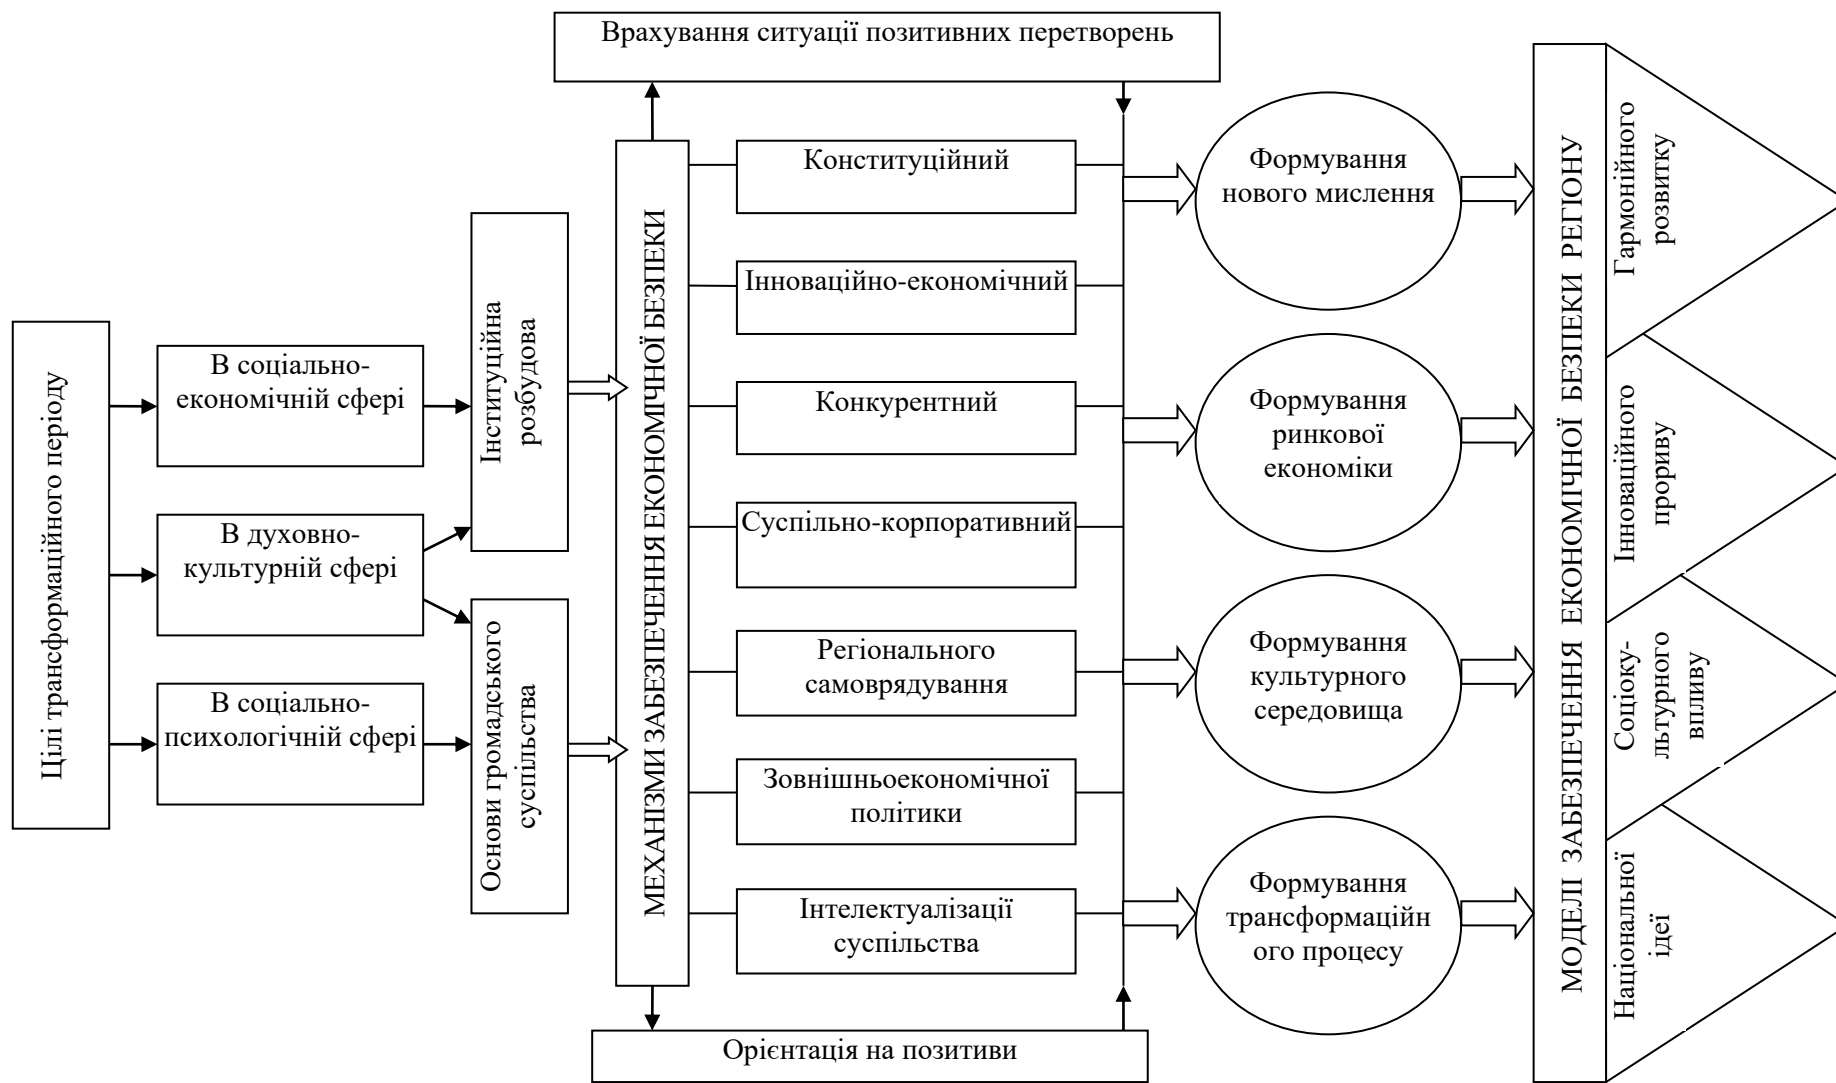 Врахування ситуації позитивних перетворень
Цілі трансформаційного періоду
В соціально-
економічній сфері
В духовно-
культурній сфері
В соціально-
психологічній сфері
Інституційна
розбудова
Основи громадського
суспільства
МЕХАНІЗМИ ЗАБЕЗПЕЧЕННЯ ЕКОНОМІЧНОЇ БЕЗПЕКИ
Конституційний
Інноваційно-економічний
Конкурентний
Суспільно-корпоративний
Регіонального
самоврядування
Зовнішньоекономічної
політики
Інтелектуалізації
суспільства
Орієнтація на позитиви
Формування
нового мислення
Формування
ринкової
економіки
Формування
культурного
середовища
Формування
трансформаційн
ого процесу
МОДЕЛІ ЗАБЕЗПЕЧЕННЯ ЕКОНОМІЧНОЇ БЕЗПЕКИ РЕГІОНУ
Гармонійного
розвитку
Інноваційного
прориву
Соціоку-
льтурного
впливу
Національної
ідеї